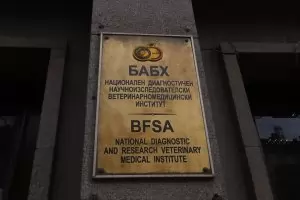 БАБХ
НАЦИОНАЛЕН ДИАГНОСТИЧЕН
НАУЧНОИЗСЛЕДОВАТЕЛСКИ
ВЕТЕРИНАРНОМЕДИЦИНСКИ
ИНСТИТУТ
BFSA
NATIONAL DIAGNOSTIC
AND RESEARCH VETERINARY
MEDICAL INSTITUTE